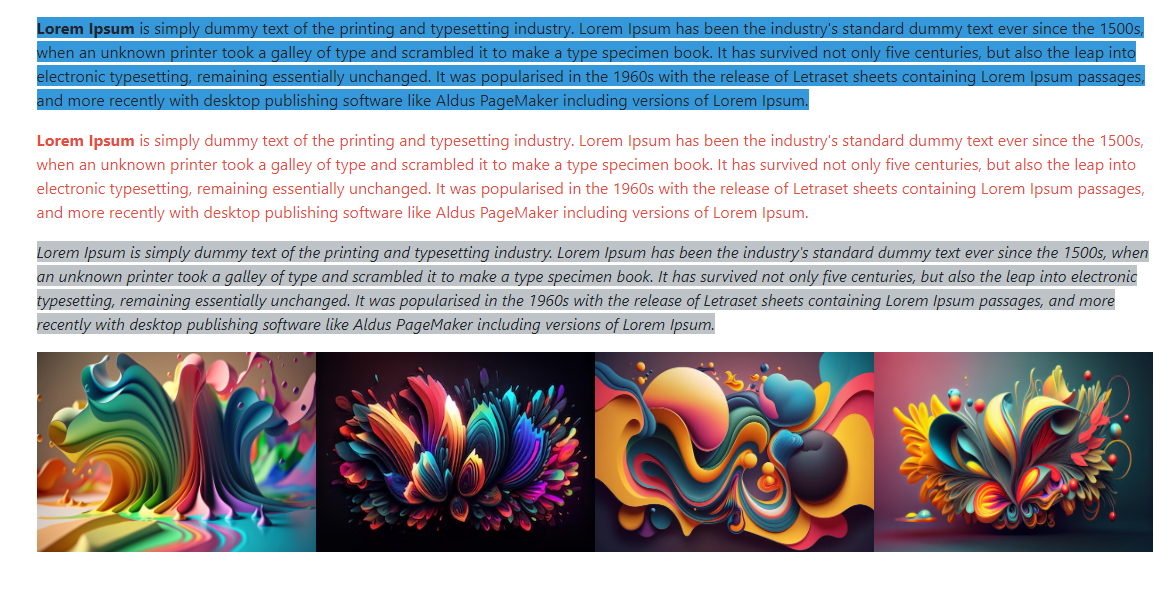 Lorem Ipsum is simply dummy text of the printing and typesetting industry. Lorem Ipsum has been the industry's standard dummy text ever since the 1500s,
when an unknown printer took a galley of type and scrambled it to make a type specimen book. It has survived not only five centuries, but also the leap into
electronic typesetting, remaining essentially unchanged. It was popularised in the 1960s with the release of Letraset sheets containing Lorem Ipsum passages,
and more recently with desktop publishing software like Aldus PageMaker including versions of Lorem Ipsum.
Lorem Ipsum is simply dummy text of the printing and typesetting industry. Lorem Ipsum has been the industry's standard dummy text ever since the 1500s,
when an unknown printer took a galley of type and scrambled it to make a type specimen book. It has survived not only five centuries, but also the leap into
electronic typesetting, remaining essentially unchanged. It was popularised in the 1960s with the release of Letraset sheets containing Lorem Ipsum passages,
and more recently with desktop publishing software like Aldus PageMaker including versions of Lorem Ipsum.
Lorem Ipsum is simply dummy text of the printing and typesetting industry. Lorem Ipsum has been the industry's standard dummy text ever since the 1500s, when
an unknown printer took a galley of type and scrambled it to make a type specimen book. It has survived not only five centuries, but also the leap into electronic
typesetting, remaining essentially unchanged. It was popularised in the 1960s with the release of Letraset sheets containing Lorem Ipsum passages, and more
recently with desktop publishing software like Aldus PageMaker including versions of Lorem Ipsum.